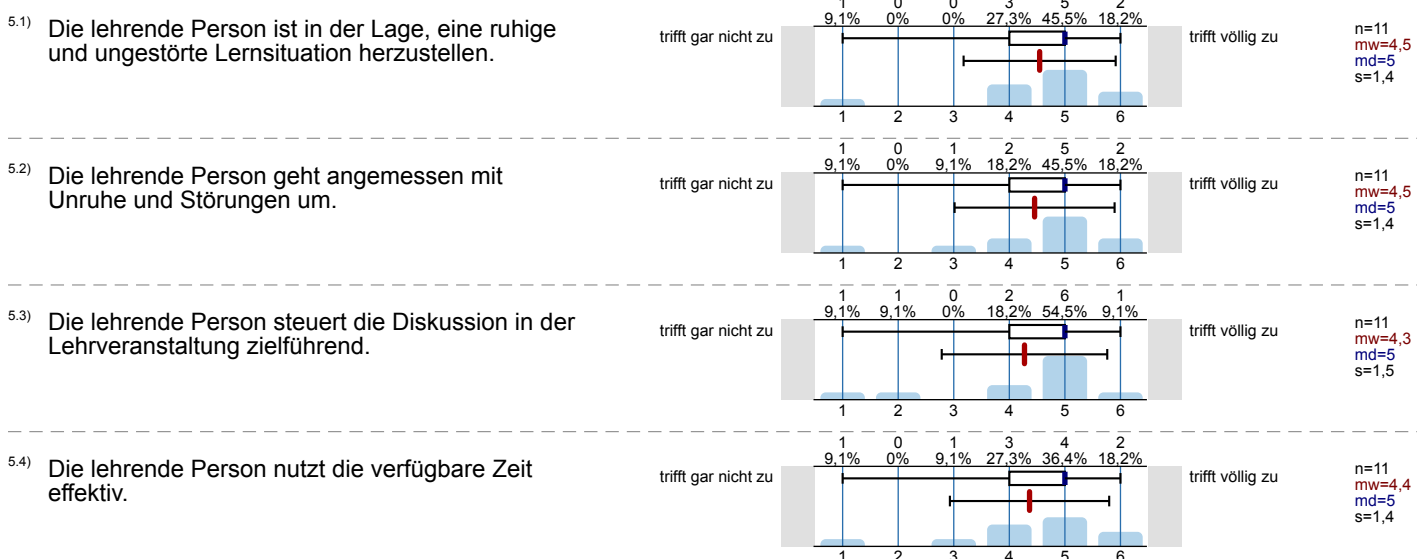 1 0 0 3 5 2
5.1) Die lehrende Person ist in der Lage, eine ruhige
und ungestörte Lernsituation herzustellen.
trifft gar nicht zu
9,1% 0% 0% 27,3% 45,5% 18,2%
trifft völlig zu
n=11
mw=4,5
md=5
s=1,4
1 2 3 4 5 6
1 0 1 2 5 2
5.2) Die lehrende Person geht angemessen mit
Unruhe und Störungen um.
trifft gar nicht zu
9,1% 0% 9,1% 18,2% 45,5% 18,2%
trifft völlig zu
n=11
mw=4,5
md=5
s=1,4
1 2 3 4 5 6
1 1 0 2 6 1
5.3) Die lehrende Person steuert die Diskussion in der
Lehrveranstaltung zielführend.
trifft gar nicht zu
9,1% 9,1% 0% 18,2% 54,5% 9,1%
trifft völlig zu
n=11
mw=4,3
md=5
s=1,5
1 2 3 4 5 6
1 0 1 3 4 2
5.4) Die lehrende Person nutzt die verfügbare Zeit
effektiv.
trifft gar nicht zu
9,1% 0% 9,1% 27,3% 36,4% 18,2%
trifft völlig zu
n=11
mw=4,4
md=5
s=1,4
1 2 3 4 5 6